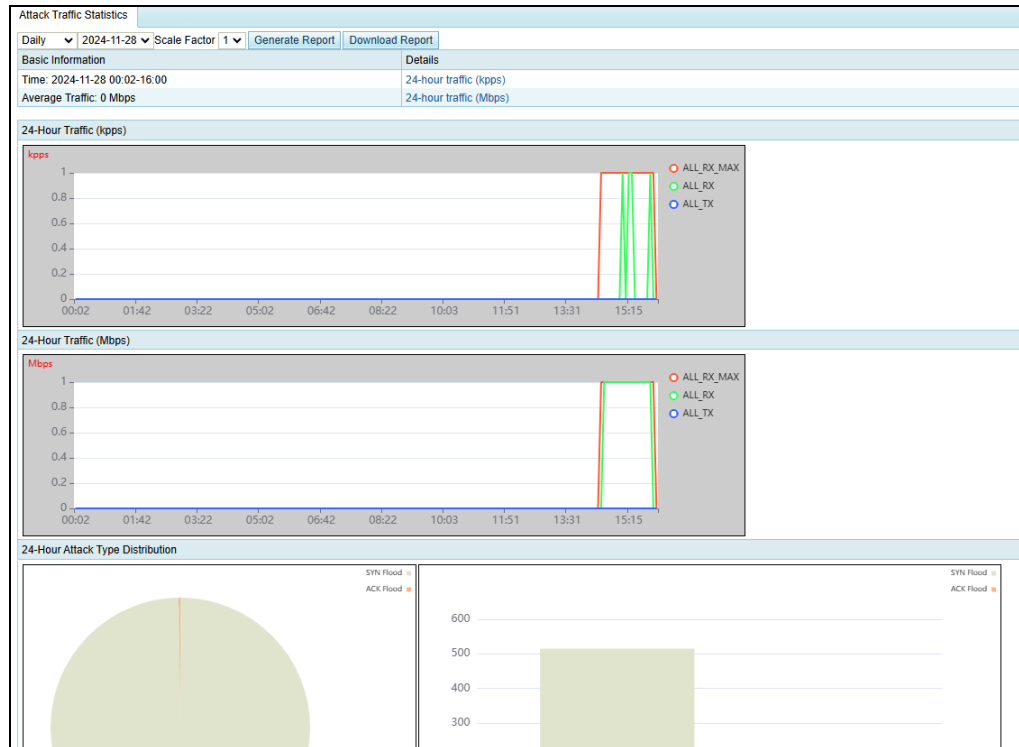 Attack Traffic Statistics
Daily 2024-11-28 Scale Factor 1 Generate Report Download Report
Basic Information Details
Time: 2024-11-28 00:02-16:00 24-hour traffic (kpps)
Average Traffic: 0 Mbps 24-hour traffic (Mbps)
24-Hour Traffic (kpps)
kpps
ALL_RX_MAX
ALL_RX
ALL_TX
1
0.8
0.6
0.4
0.2
0
00:02 01:42 03:22 05:02 06:42 08:22 10:03 11:51 13:31 15:15
24-Hour Traffic (Mbps)
Mbps
ALL_RX_MAX
ALL_RX
ALL_TX
1
0.8
0.6
0.4
0.2
0
00:02 01:42 03:22 05:02 06:42 08:22 10:03 11:51 13:31 15:15
24-Hour Attack Type Distribution
SYN Flood
ACK Flood
SYN Flood
ACK Flood
600
500
400
300